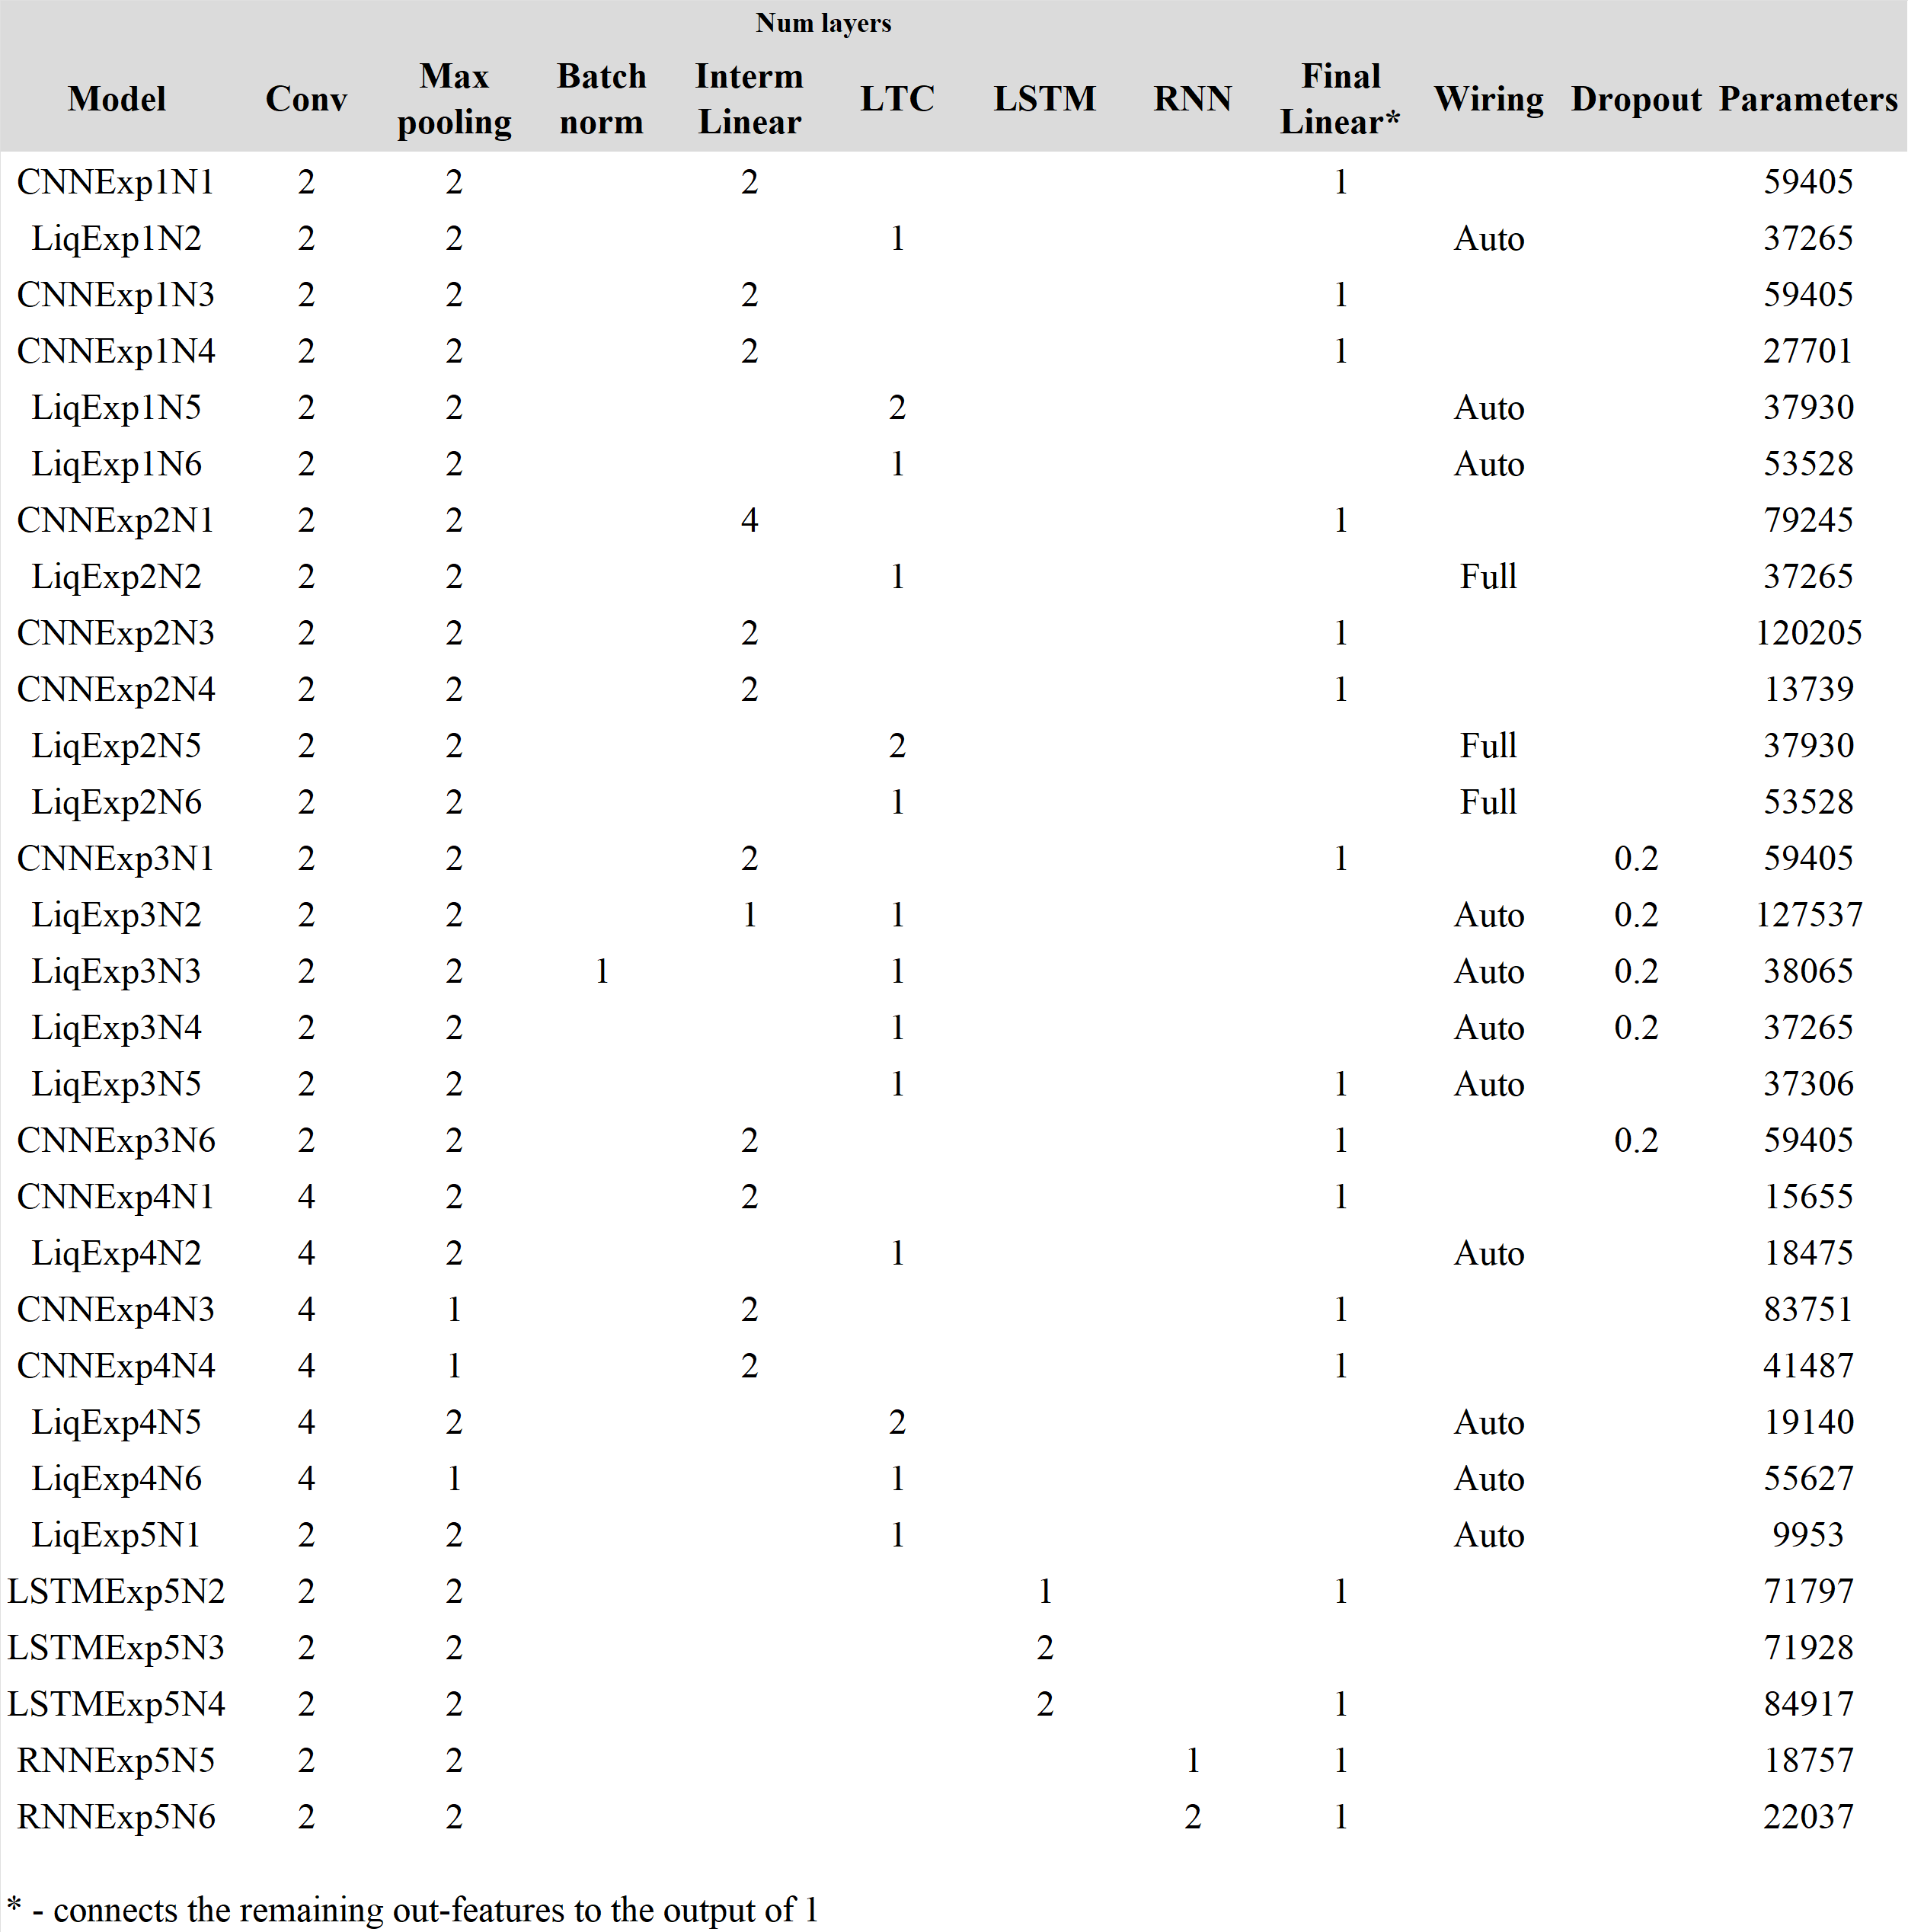 Num layers
Model Conv Max pooling Batch norm Interm Linear LTC LSTM RNN Final Linear* Wiring Dropout Parameters
CNNExp1N1 2 2 2 1 59405
LiqExp1N2 2 2 1 Auto 37265
CNNExp1N3 2 2 2 1 59405
CNNExp1N4 2 2 2 1 27701
LiqExp1N5 2 2 2 Auto 37930
LiqExp1N6 2 2 1 Auto 53528
CNNExp2N1 2 2 4 1 79245
LiqExp2N2 2 2 1 Full 37265
CNNExp2N3 2 2 2 1 120205
CNNExp2N4 2 2 2 1 13739
LiqExp2N5 2 2 2 Full 37930
LiqExp2N6 2 2 1 Full 53528
CNNExp3N1 2 2 2 1 0.2 59405
LiqExp3N2 2 2 1 1 Auto 0.2 127537
LiqExp3N3 2 2 1 1 Auto 0.2 38065
LiqExp3N4 2 2 1 Auto 0.2 37265
LiqExp3N5 2 2 1 1 Auto 37306
CNNExp3N6 2 2 2 1 0.2 59405
CNNExp4N1 4 2 2 1 15655
LiqExp4N2 4 2 1 Auto 18475
CNNExp4N3 4 1 2 1 83751
CNNExp4N4 4 1 2 1 41487
LiqExp4N5 4 2 2 Auto 19140
LiqExp4N6 4 1 1 Auto 55627
LiqExp5N1 2 2 1 Auto 9953
LSTMExp5N2 2 2 1 1 71797
LSTMExp5N3 2 2 2 71928
LSTMExp5N4 2 2 2 1 84917
RNNExp5N5 2 2 1 1 18757
RNNExp5N6 2 2 2 1 22037
* - connects the remaining out-features to the output of 1